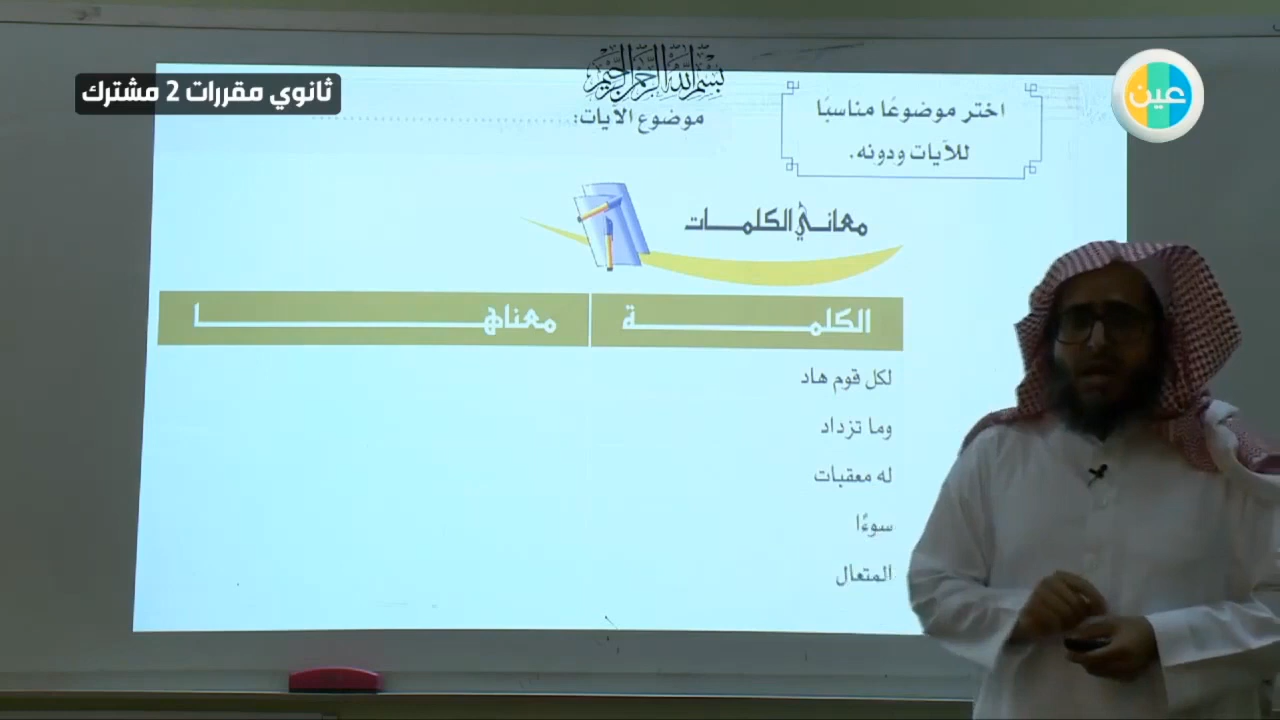 ثانوي مقررات 2 مشترك
عين
بسم الله الرحمن الرحيم
اختر موضوعًا مناسبًا
للآيات ودونه.
موضوع الآيات: ........................................
معاني الكلمات
الكلمة معناها
لكل قوم هاد
وما تزداد
له معقبات
سوءًا
المتعال